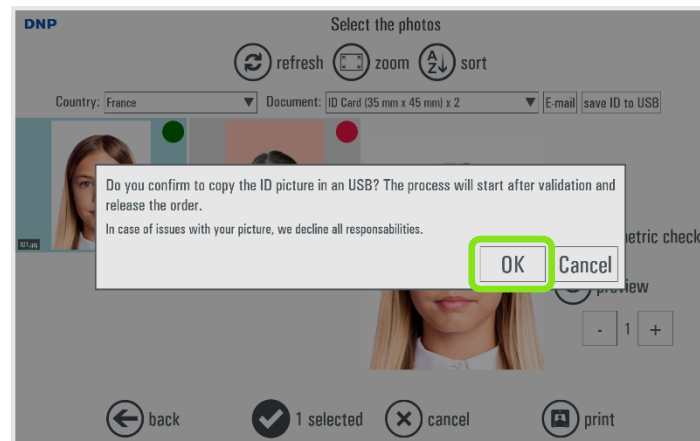 DNP
Select the photos
refresh zoom sort
Country: France Document: ID Card (35 mm x 45 mm) x 2 E-mail save ID to USB
Do you confirm to copy the ID picture in an USB? The process will start after validation and
release the order.
In case of issues with your picture, we decline all responsabilities.
OK Cancel
etric check
preview
- 1 +
back 1 selected cancel print